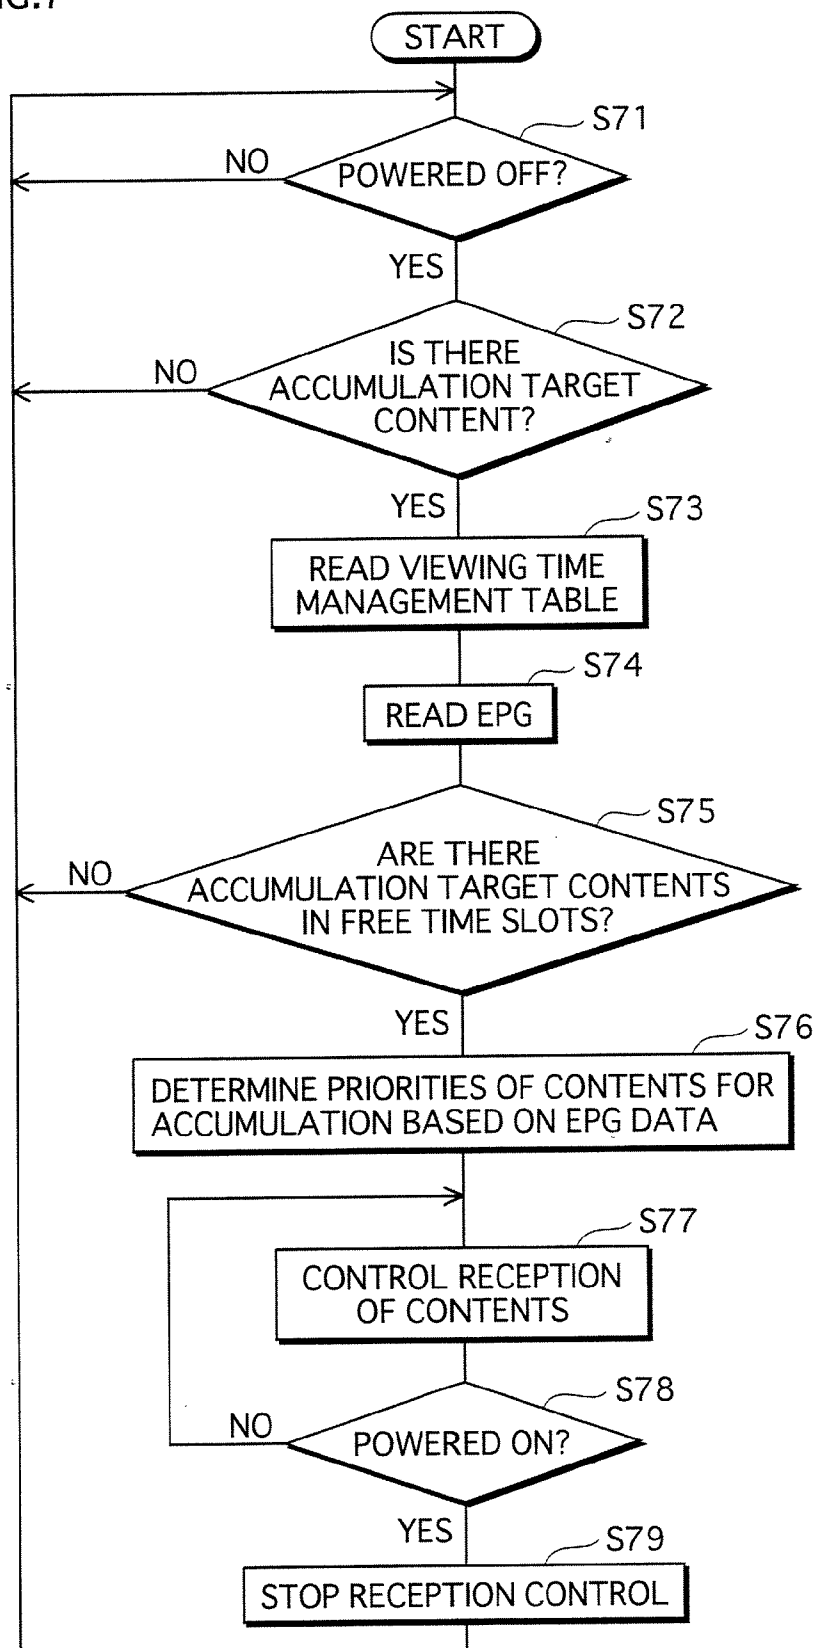 START
S71
NO
POWERED OFF?
YES
S72
NO
IS THERE
ACCUMULATION TARGET
CONTENT?
YES
S73
READ VIEWING TIME
MANAGEMENT TABLE
S74
READ EPG
S75
NO
ARE THERE
ACCUMULATION TARGET CONTENTS
IN FREE TIME SLOTS?
YES
S76
DETERMINE PRIORITIES OF CONTENTS FOR
ACCUMULATION BASED ON EPG DATA
S77
CONTROL RECEPTION
OF CONTENTS
S78
NO
POWERED ON?
YES
S79
STOP RECEPTION CONTROL